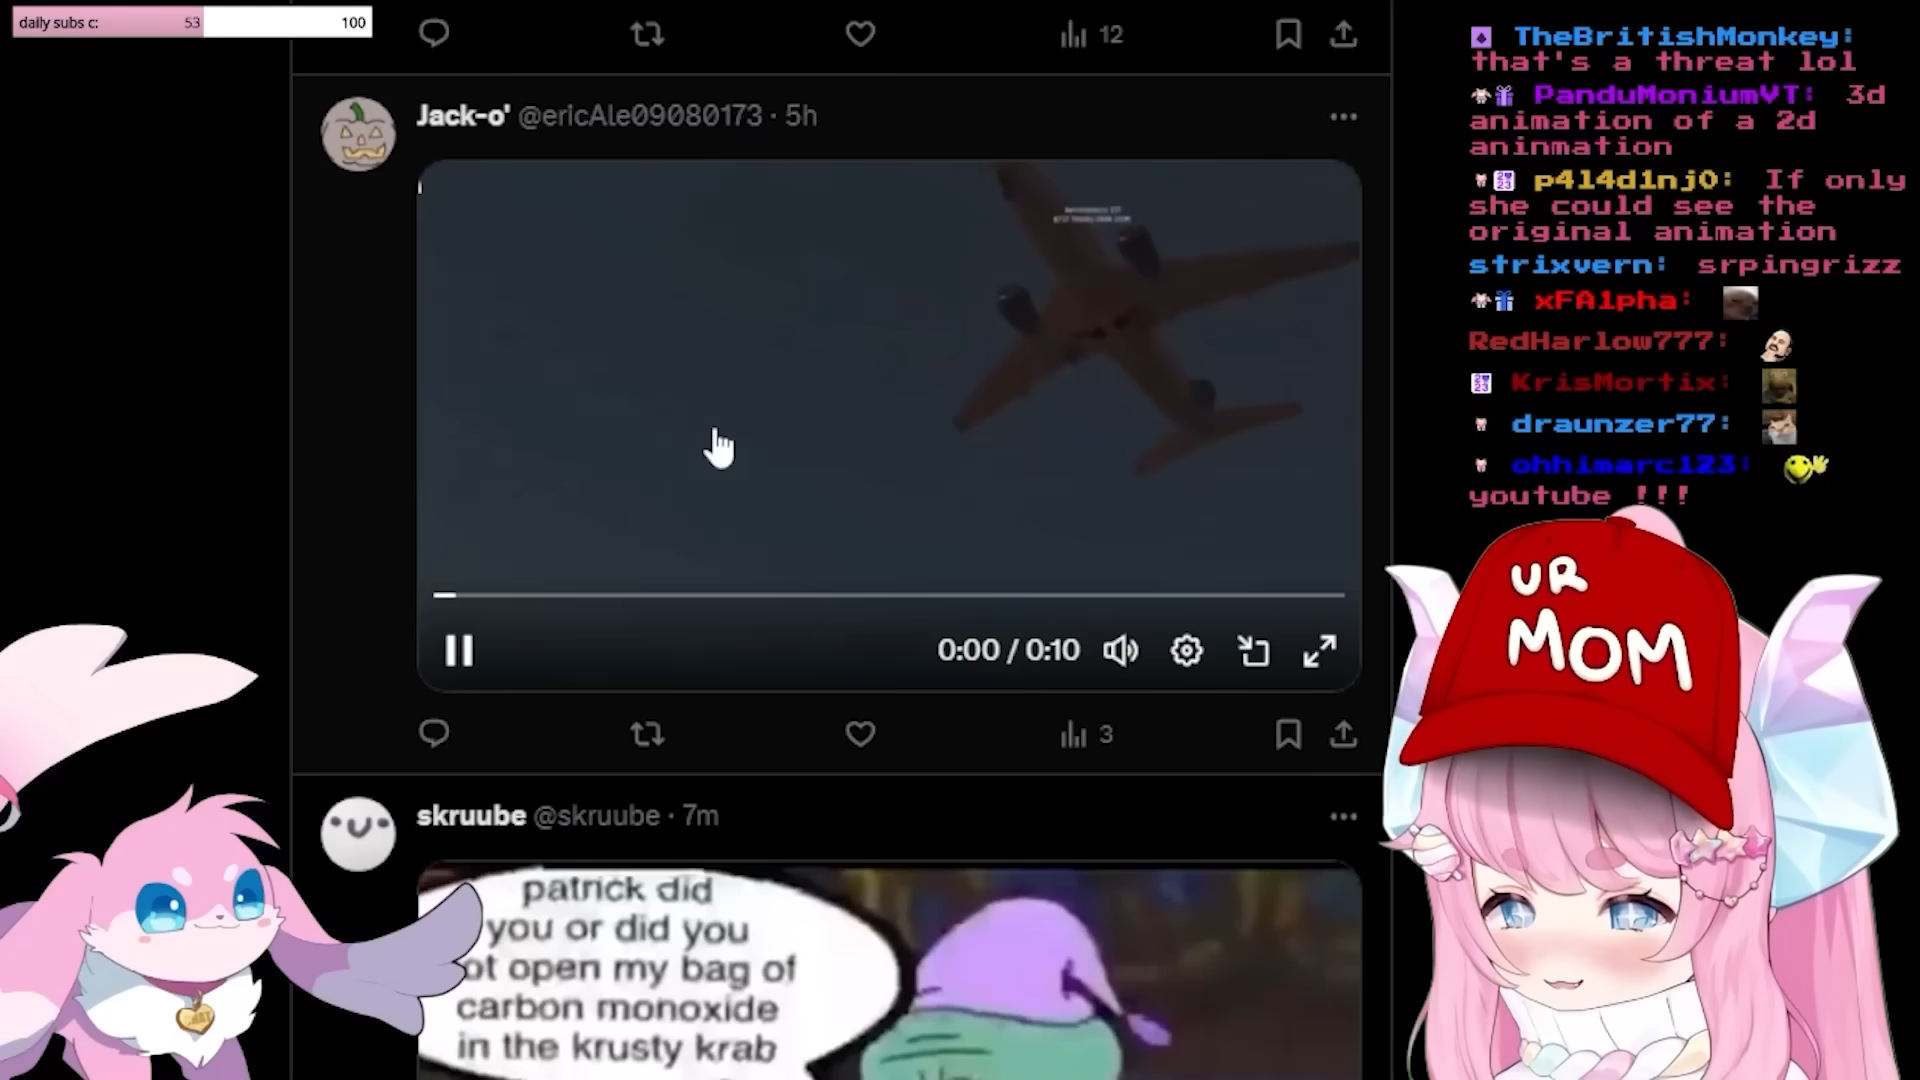 daily subs c: 53 100
12
Jack-o' @ericAle09080173 · 5h
0:00 / 0:10
3
skruube @skruube · 7m
patrick did
you or did you
ot open my bag of
carbon monoxide
in the krusty krab
TheBritishMonkey:
that's a threat lol
PanduMoniumVT: 3d
animation of a 2d
aninmation
p4l4d1nj0: If only
she could see the
original animation
strixvern: srpingrizz
xFA1pha:
RedHarlow777:
KrisMortix:
draunzer77:
ohhimarc123:
youtube !!!
UR
MOM